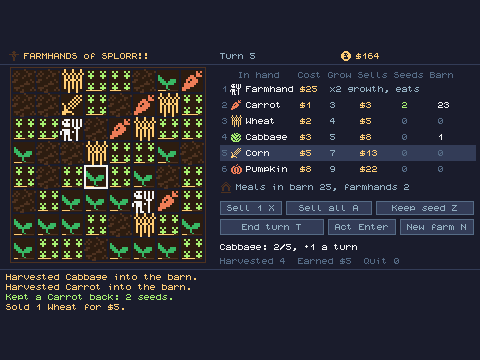 FARMHANDS of SPLORR!! Turn 5 $164
In hand Cost Grow Sells Seeds Barn
1 Farmhand $25 x2 growth, eats
2 Carrot $1 3 $3 2 23
3 Wheat $2 4 $5 0 0
4 Cabbage $3 5 $8 0 1
5 Corn $5 7 $13 0 0
6 Pumpkin $8 9 $22 0 0
Meals in barn 25, farmhands 2
Sell 1 X Sell all A Keep seed Z
End turn T Act Enter New farm N
Cabbage: 2/5, +1 a turn
Harvested 4 Earned $5 Quit 0
Harvested Cabbage into the barn.
Harvested Carrot into the barn.
Kept a Carrot back: 2 seeds.
Sold 1 Wheat for $5.